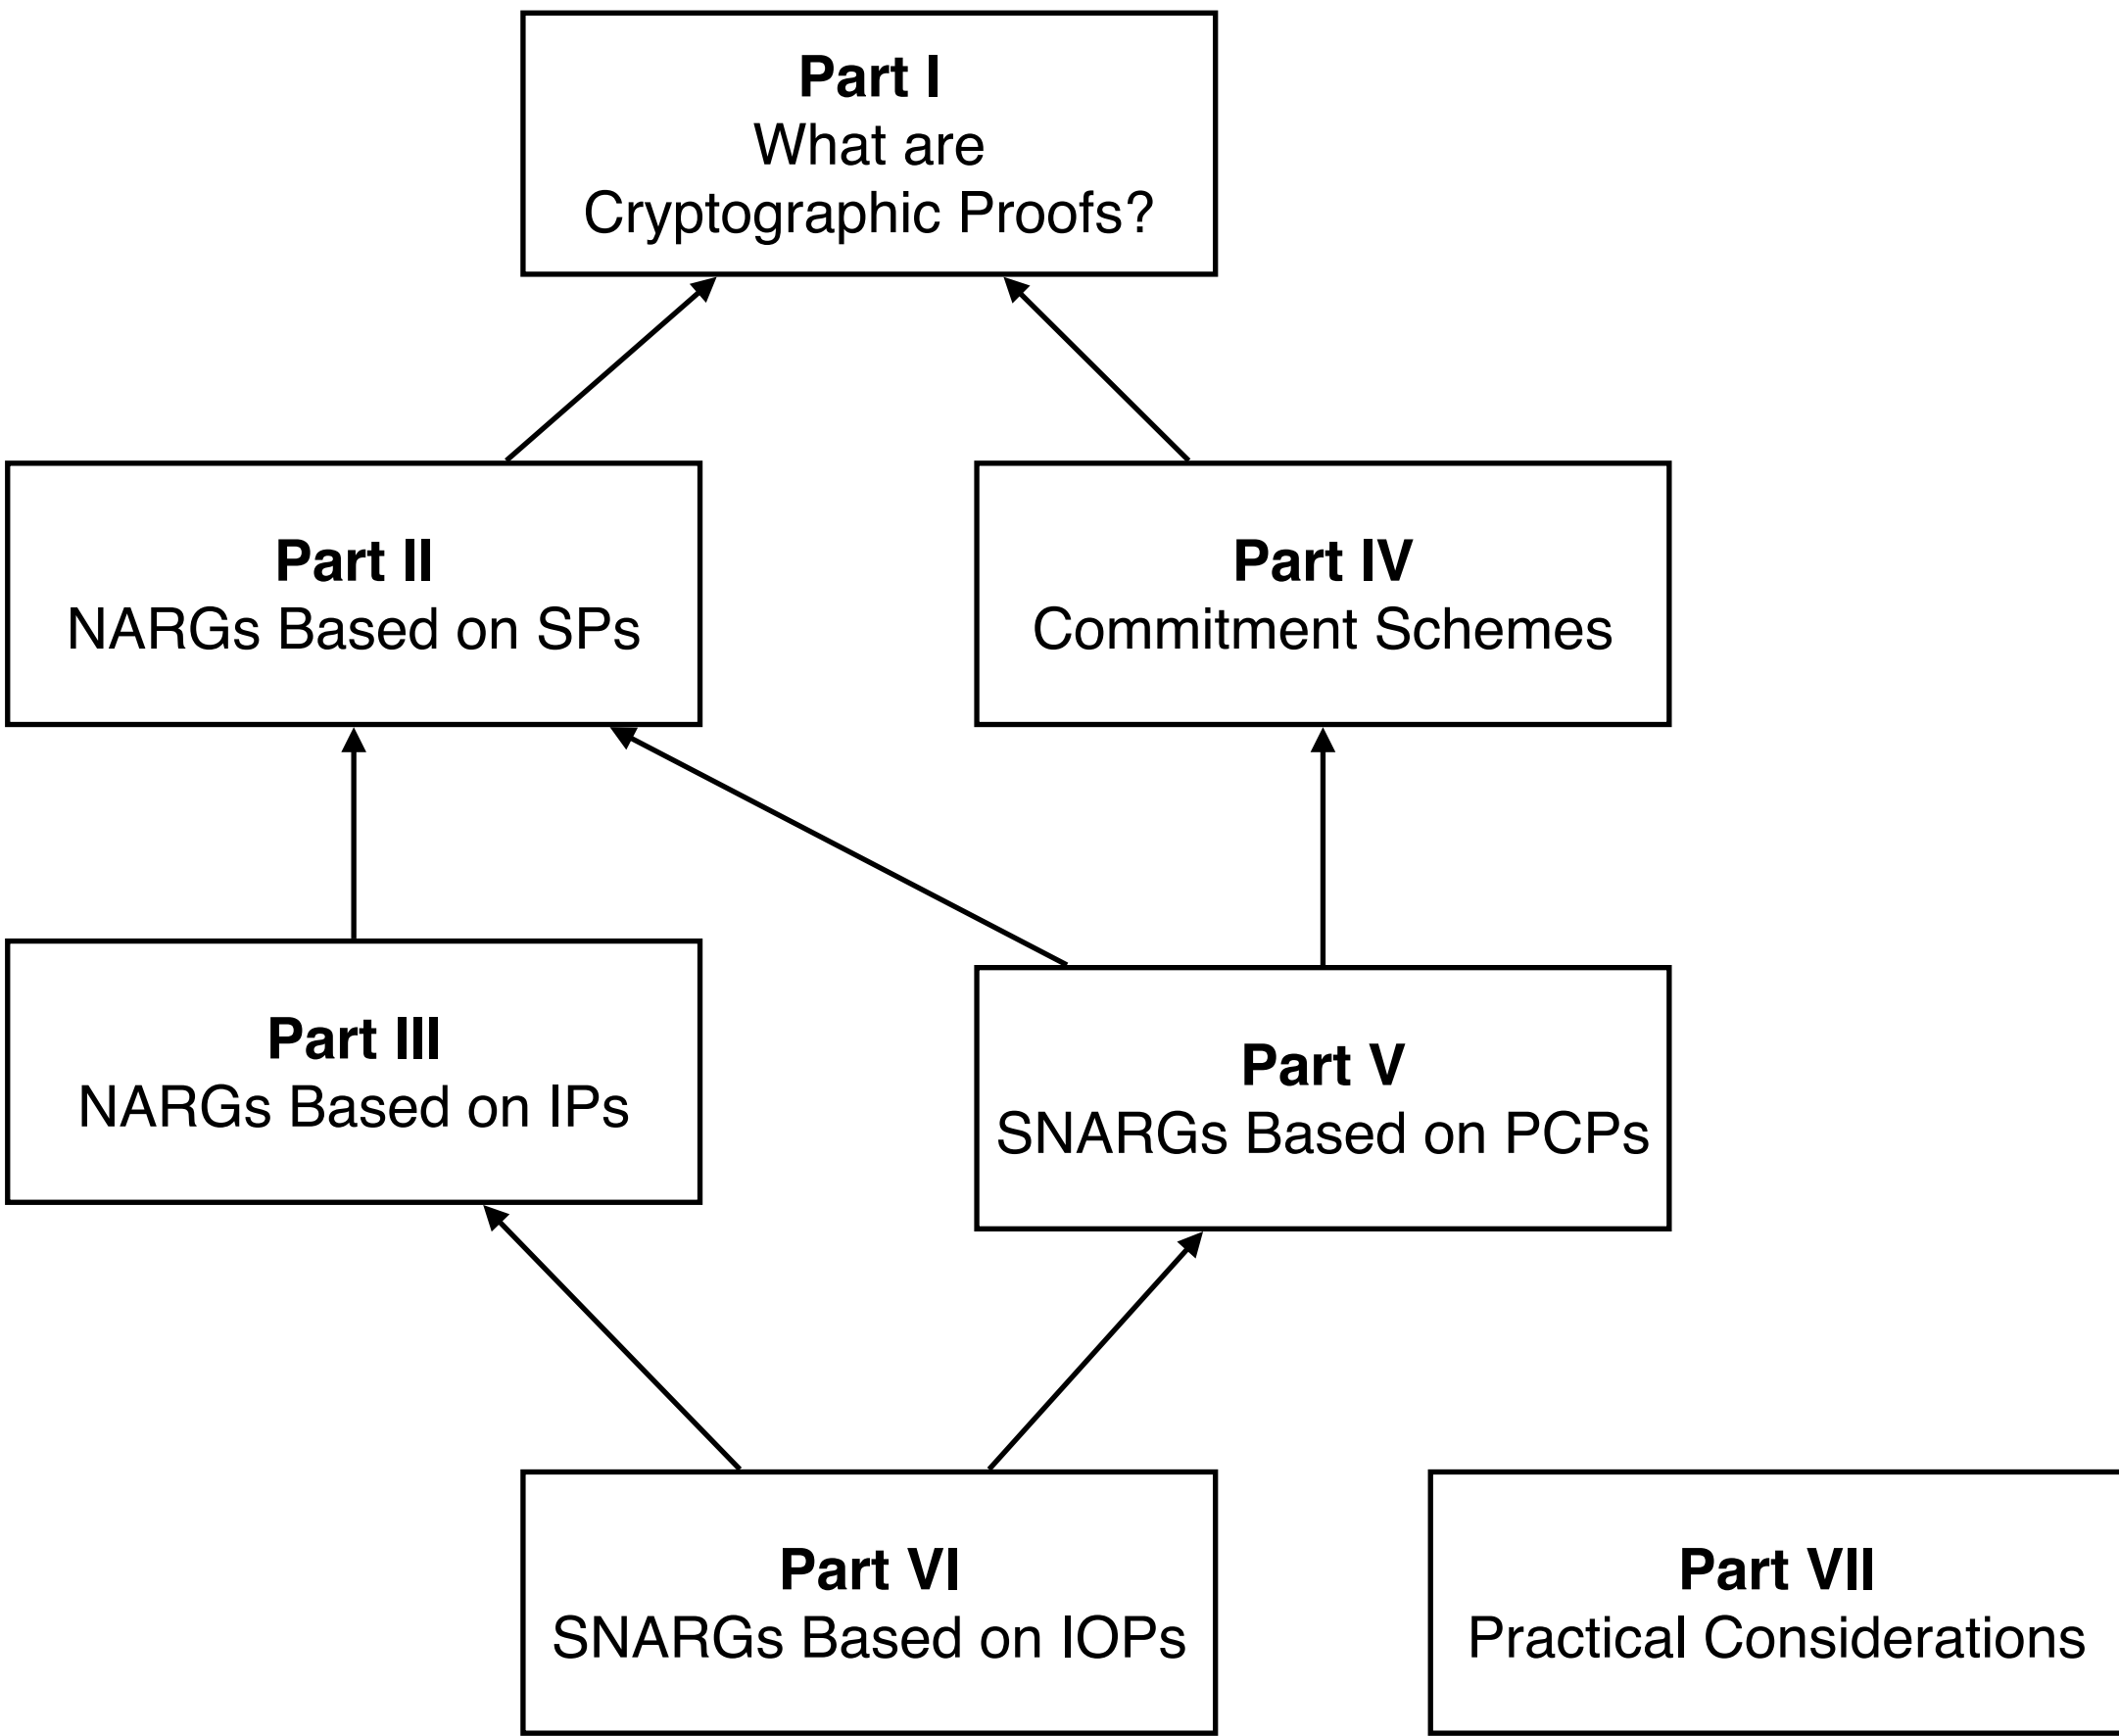 Part I
What are
Cryptographic Proofs?
Part II
NARGs Based on SPs
Part IV
Commitment Schemes
Part III
NARGs Based on IPs
Part V
SNARGs Based on PCPs
Part VI
SNARGs Based on IOPs
Part VII
Practical Considerations